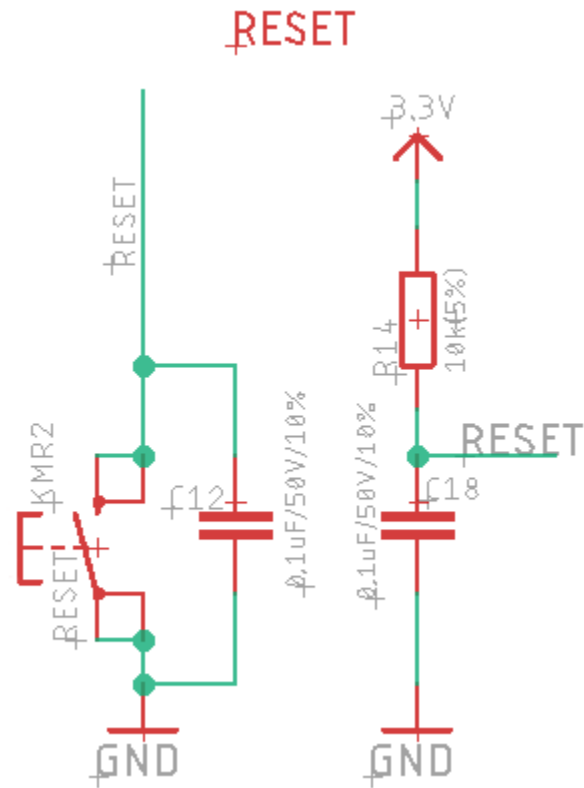 RESET
3.3V
RESET
R14
10k(5%)
RESET
KMR2
C12
0.1uF/50V/10%
0.1uF/50V/10%
C18
RESET
GND
GND